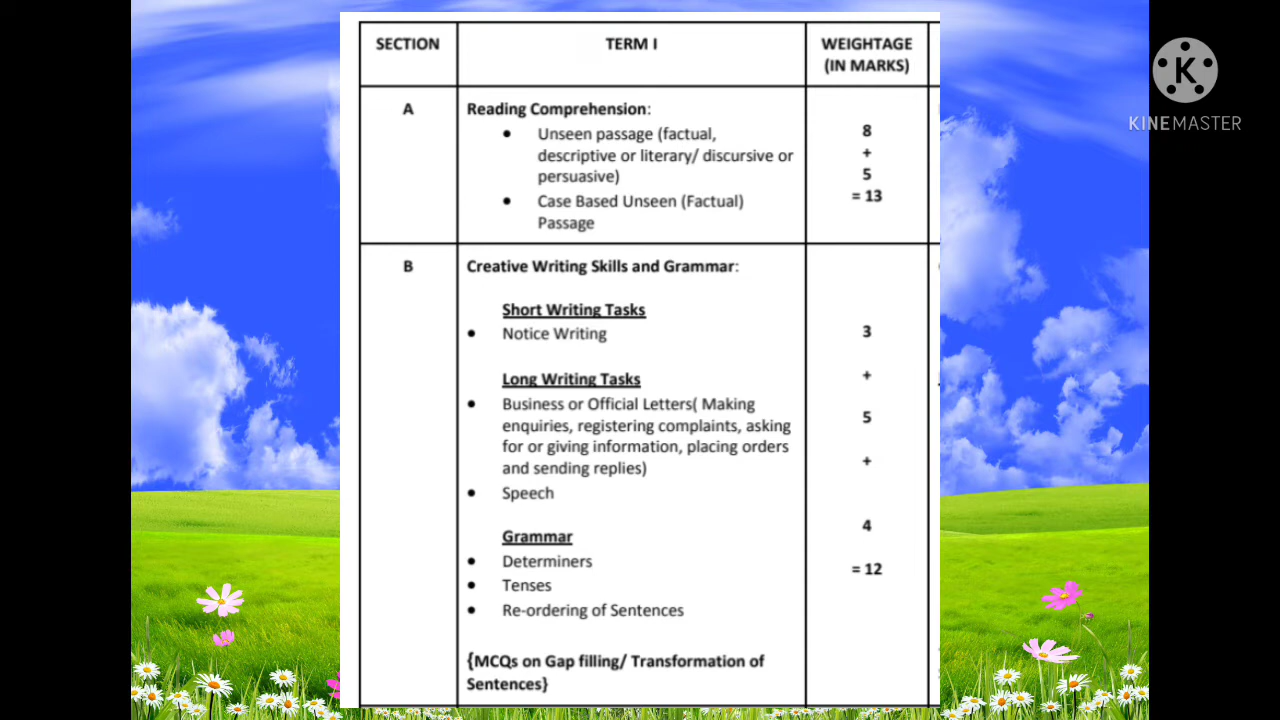 SECTION
TERM I
WEIGHTAGE
(IN MARKS)
A
Reading Comprehension:
• Unseen passage (factual,
descriptive or literary/ discursive or
persuasive)
• Case Based Unseen (Factual)
Passage
8
+
5
= 13
B
Creative Writing Skills and Grammar:
Short Writing Tasks
• Notice Writing
Long Writing Tasks
• Business or Official Letters( Making
enquiries, registering complaints, asking
for or giving information, placing orders
and sending replies)
• Speech
Grammar
• Determiners
• Tenses
• Re-ordering of Sentences
{MCQs on Gap filling/ Transformation of
Sentences}
3
+
5
+
4
= 12
K
KINEMASTER